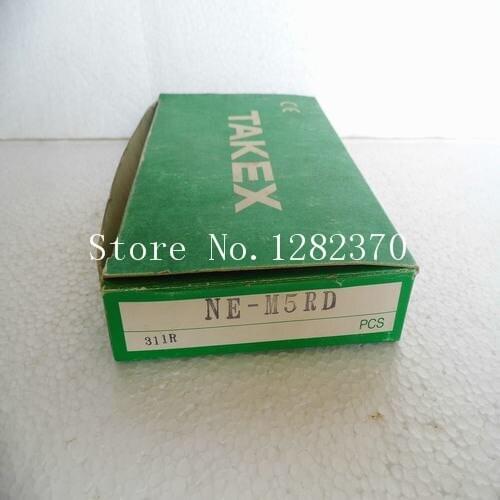 CE
TAKEX
Store No. 1282370
NE-M5RD
311R
PCS